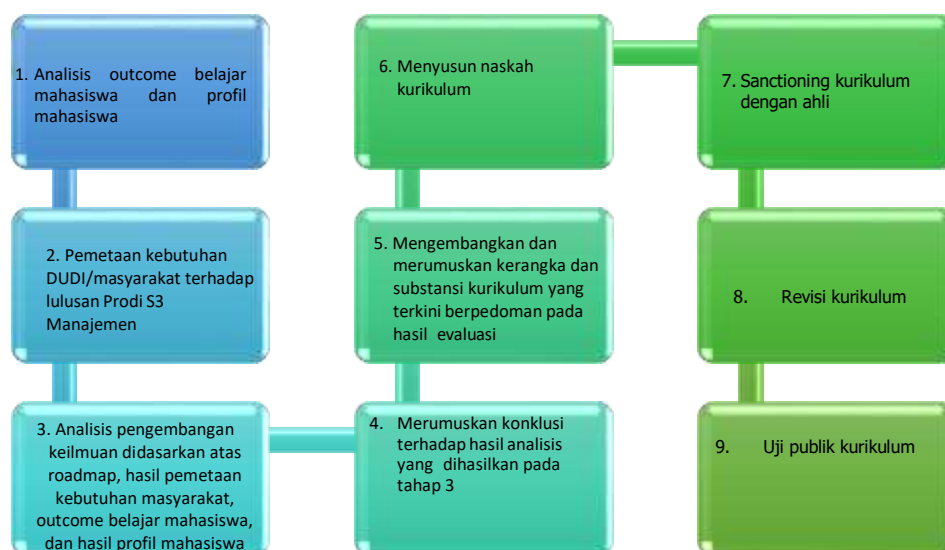 1. Analisis outcome belajar
mahasiswa dan profil
mahasiswa
2. Pemetaan kebutuhan
DUDI/masyarakat terhadap
lulusan Prodi S3
Manajemen
3. Analisis pengembangan
keilmuan didasarkan atas
roadmap, hasil pemetaan
kebutuhan masyarakat,
outcome belajar mahasiswa,
dan hasil profil mahasiswa
4. Merumuskan konklusi
terhadap hasil analisis
yang dihasilkan pada
tahap 3
5. Mengembangkan dan
merumuskan kerangka dan
substansi kurikulum yang
terkini berpedoman pada
hasil evaluasi
6. Menyusun naskah
kurikulum
7. Sanctioning kurikulum
dengan ahli
8. Revisi kurikulum
9. Uji publik kurikulum